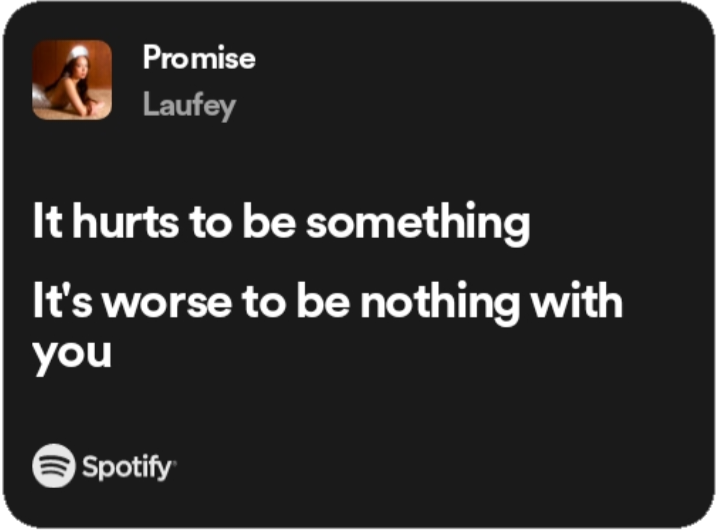 Promise
Laufey
It hurts to be something
It's worse to be nothing with
you
Spotify